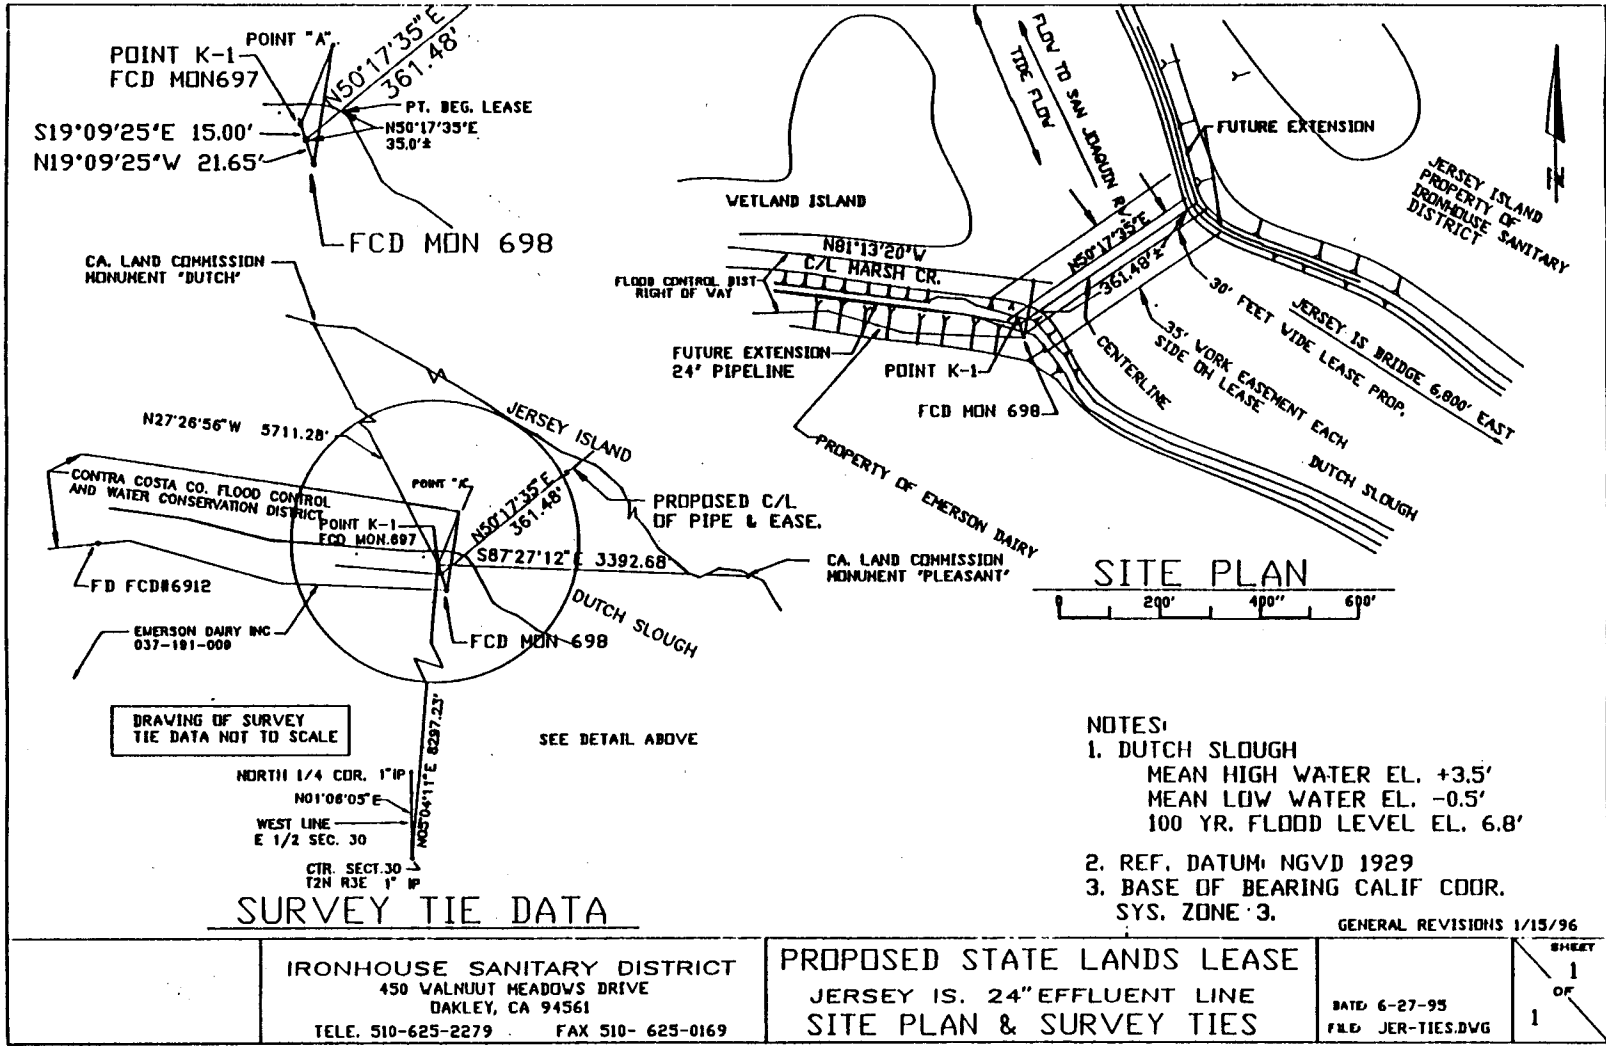 POINT "A"
POINT K-1
FCD MON697
N50°17'35"E
361.48'
PT. BEG. LEASE
N50°17'35"E
35.0'±
S19°09'25"E 15.00'
N19°09'25"W 21.65'
FCD MON 698
CA. LAND COMMISSION
MONUMENT "DUTCH"
N27°26'56"W 5711.28'
JERSEY ISLAND
CONTRA COSTA CO. FLOOD CONTROL
AND WATER CONSERVATION DISTRICT
POINT
POINT K-1
FCD MON.697
N50°17'35"E
361.48'
PROPOSED C/L
OF PIPE & EASE.
S87°27'12"E 3392.68'
CA. LAND COMMISSION
MONUMENT "PLEASANT"
FD FCD#6912
DUTCH SLOUGH
EMERSON DAIRY INC
037-191-009
FCD MON 698
DRAWING OF SURVEY
TIE DATA NOT TO SCALE
SEE DETAIL ABOVE
N05°04'11"E 8297.23'
NORTH 1/4 COR. 1"IP
N01°06'05"E
WEST LINE
E 1/2 SEC. 30
CTR. SECT.30
T2N R3E 1" IP
SURVEY TIE DATA
FLOW TO SAN JOAQUIN RV.
TIDE FLOW
FUTURE EXTENSION
JERSEY ISLAND
PROPERTY OF
IRONHOUSE SANITARY
DISTRICT
N
WETLAND ISLAND
N81°13'20"W
C/L MARSH CR.
FLOOD CONTROL DIST
RIGHT OF WAY
N50°17'35"E
361.48'±
30' FEET WIDE LEASE PROP.
JERSEY IS BRIDGE 6,800' EAST
35' WORK EASEMENT EACH
SIDE OH LEASE
CENTERLINE
FUTURE EXTENSION
24" PIPELINE
POINT K-1
FCD MON 698
PROPERTY OF EMERSON DAIRY
DUTCH SLOUGH
SITE PLAN
0 200' 400'' 600'
NOTES:
1. DUTCH SLOUGH
MEAN HIGH WATER EL. +3.5'
MEAN LOW WATER EL. -0.5'
100 YR. FLOOD LEVEL EL. 6.8'
2. REF. DATUM: NGVD 1929
3. BASE OF BEARING CALIF COOR.
SYS. ZONE 3.
GENERAL REVISIONS 1/15/96
IRONHOUSE SANITARY DISTRICT
450 WALNUUT MEADOWS DRIVE
OAKLEY, CA 94561
TELE. 510-625-2279 FAX 510- 625-0169
PROPOSED STATE LANDS LEASE
JERSEY IS. 24" EFFLUENT LINE
SITE PLAN & SURVEY TIES
DATE: 6-27-95
FILE: JER-TIES.DWG
SHEET
1
OF
1